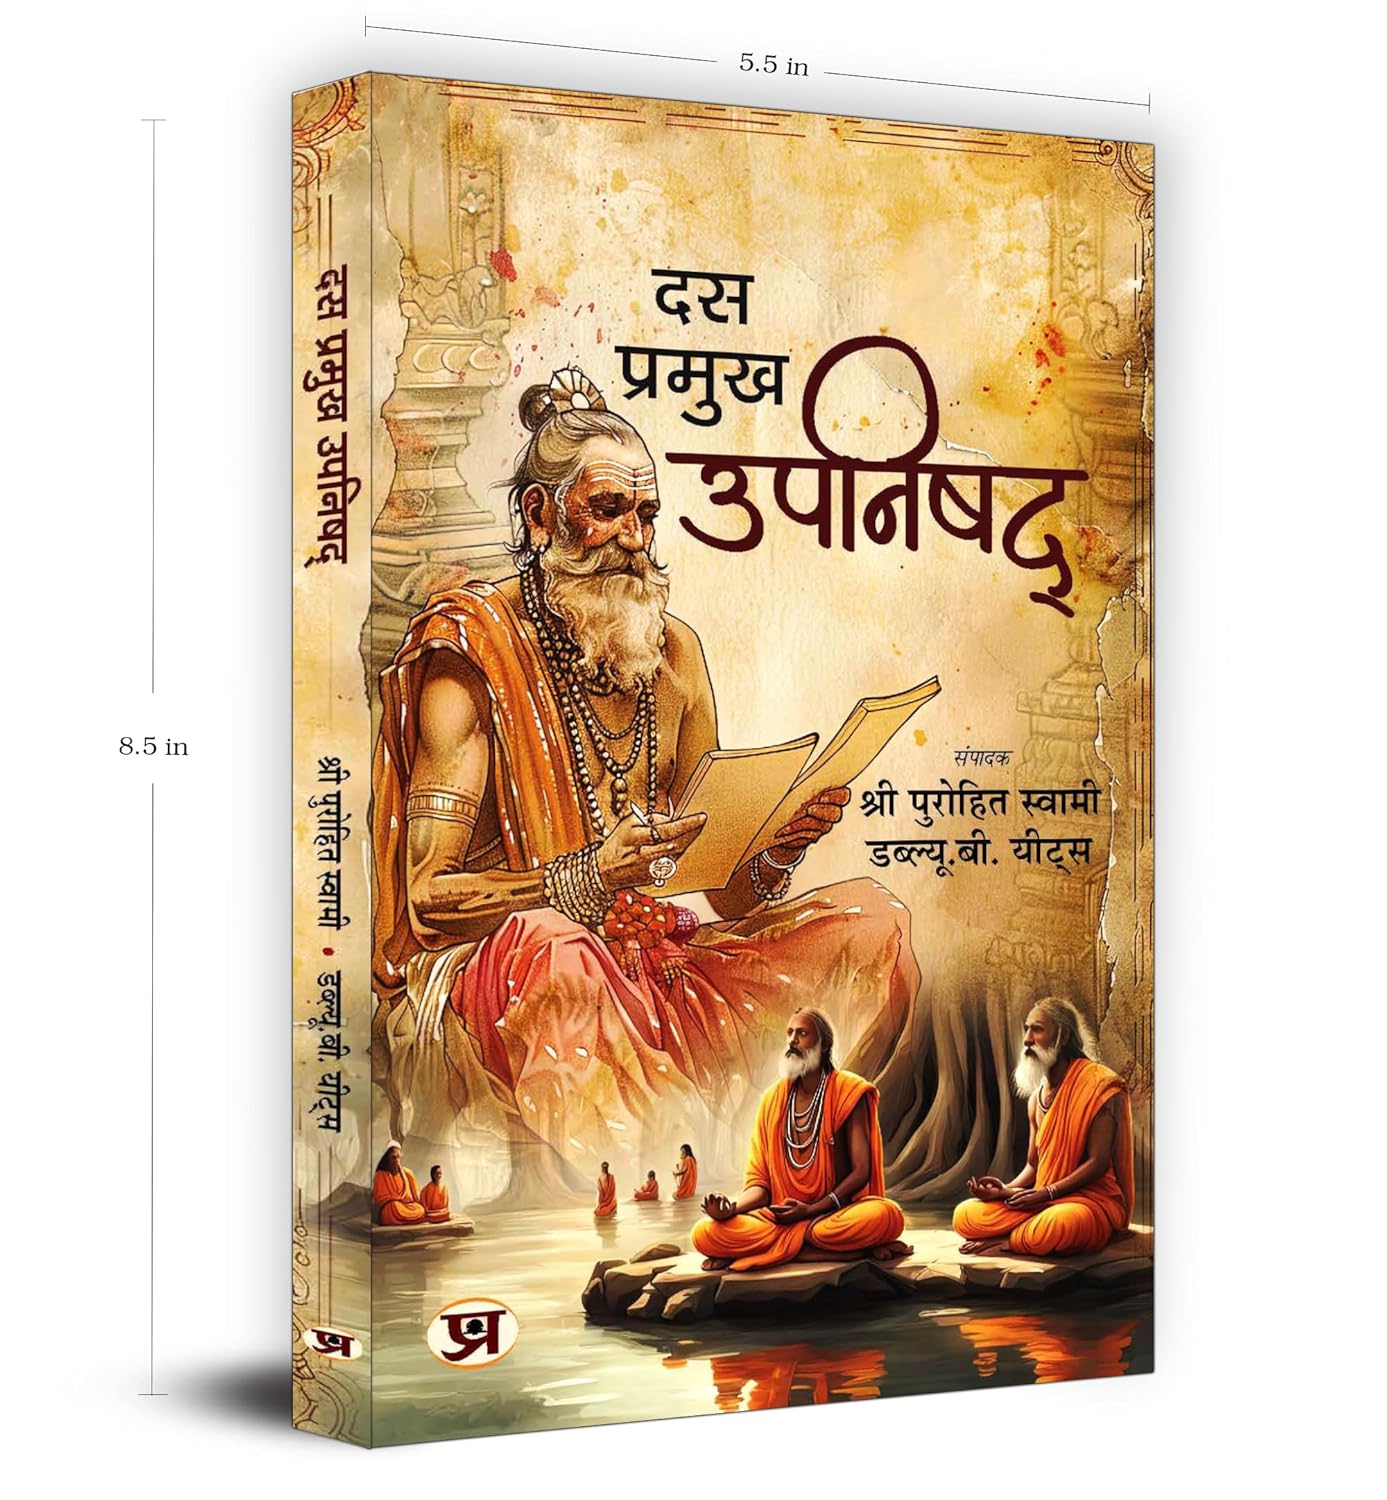 5.5 in
8.5 in
दस
प्रमुख
उपनिषद्
संपादक
श्री पुरोहित स्वामी
डब्ल्यू.बी. यीट्स
प्र
दस प्रमुख उपनिषद्
श्री पुरोहित स्वामी • डब्ल्यू.बी. यीट्स
प्र